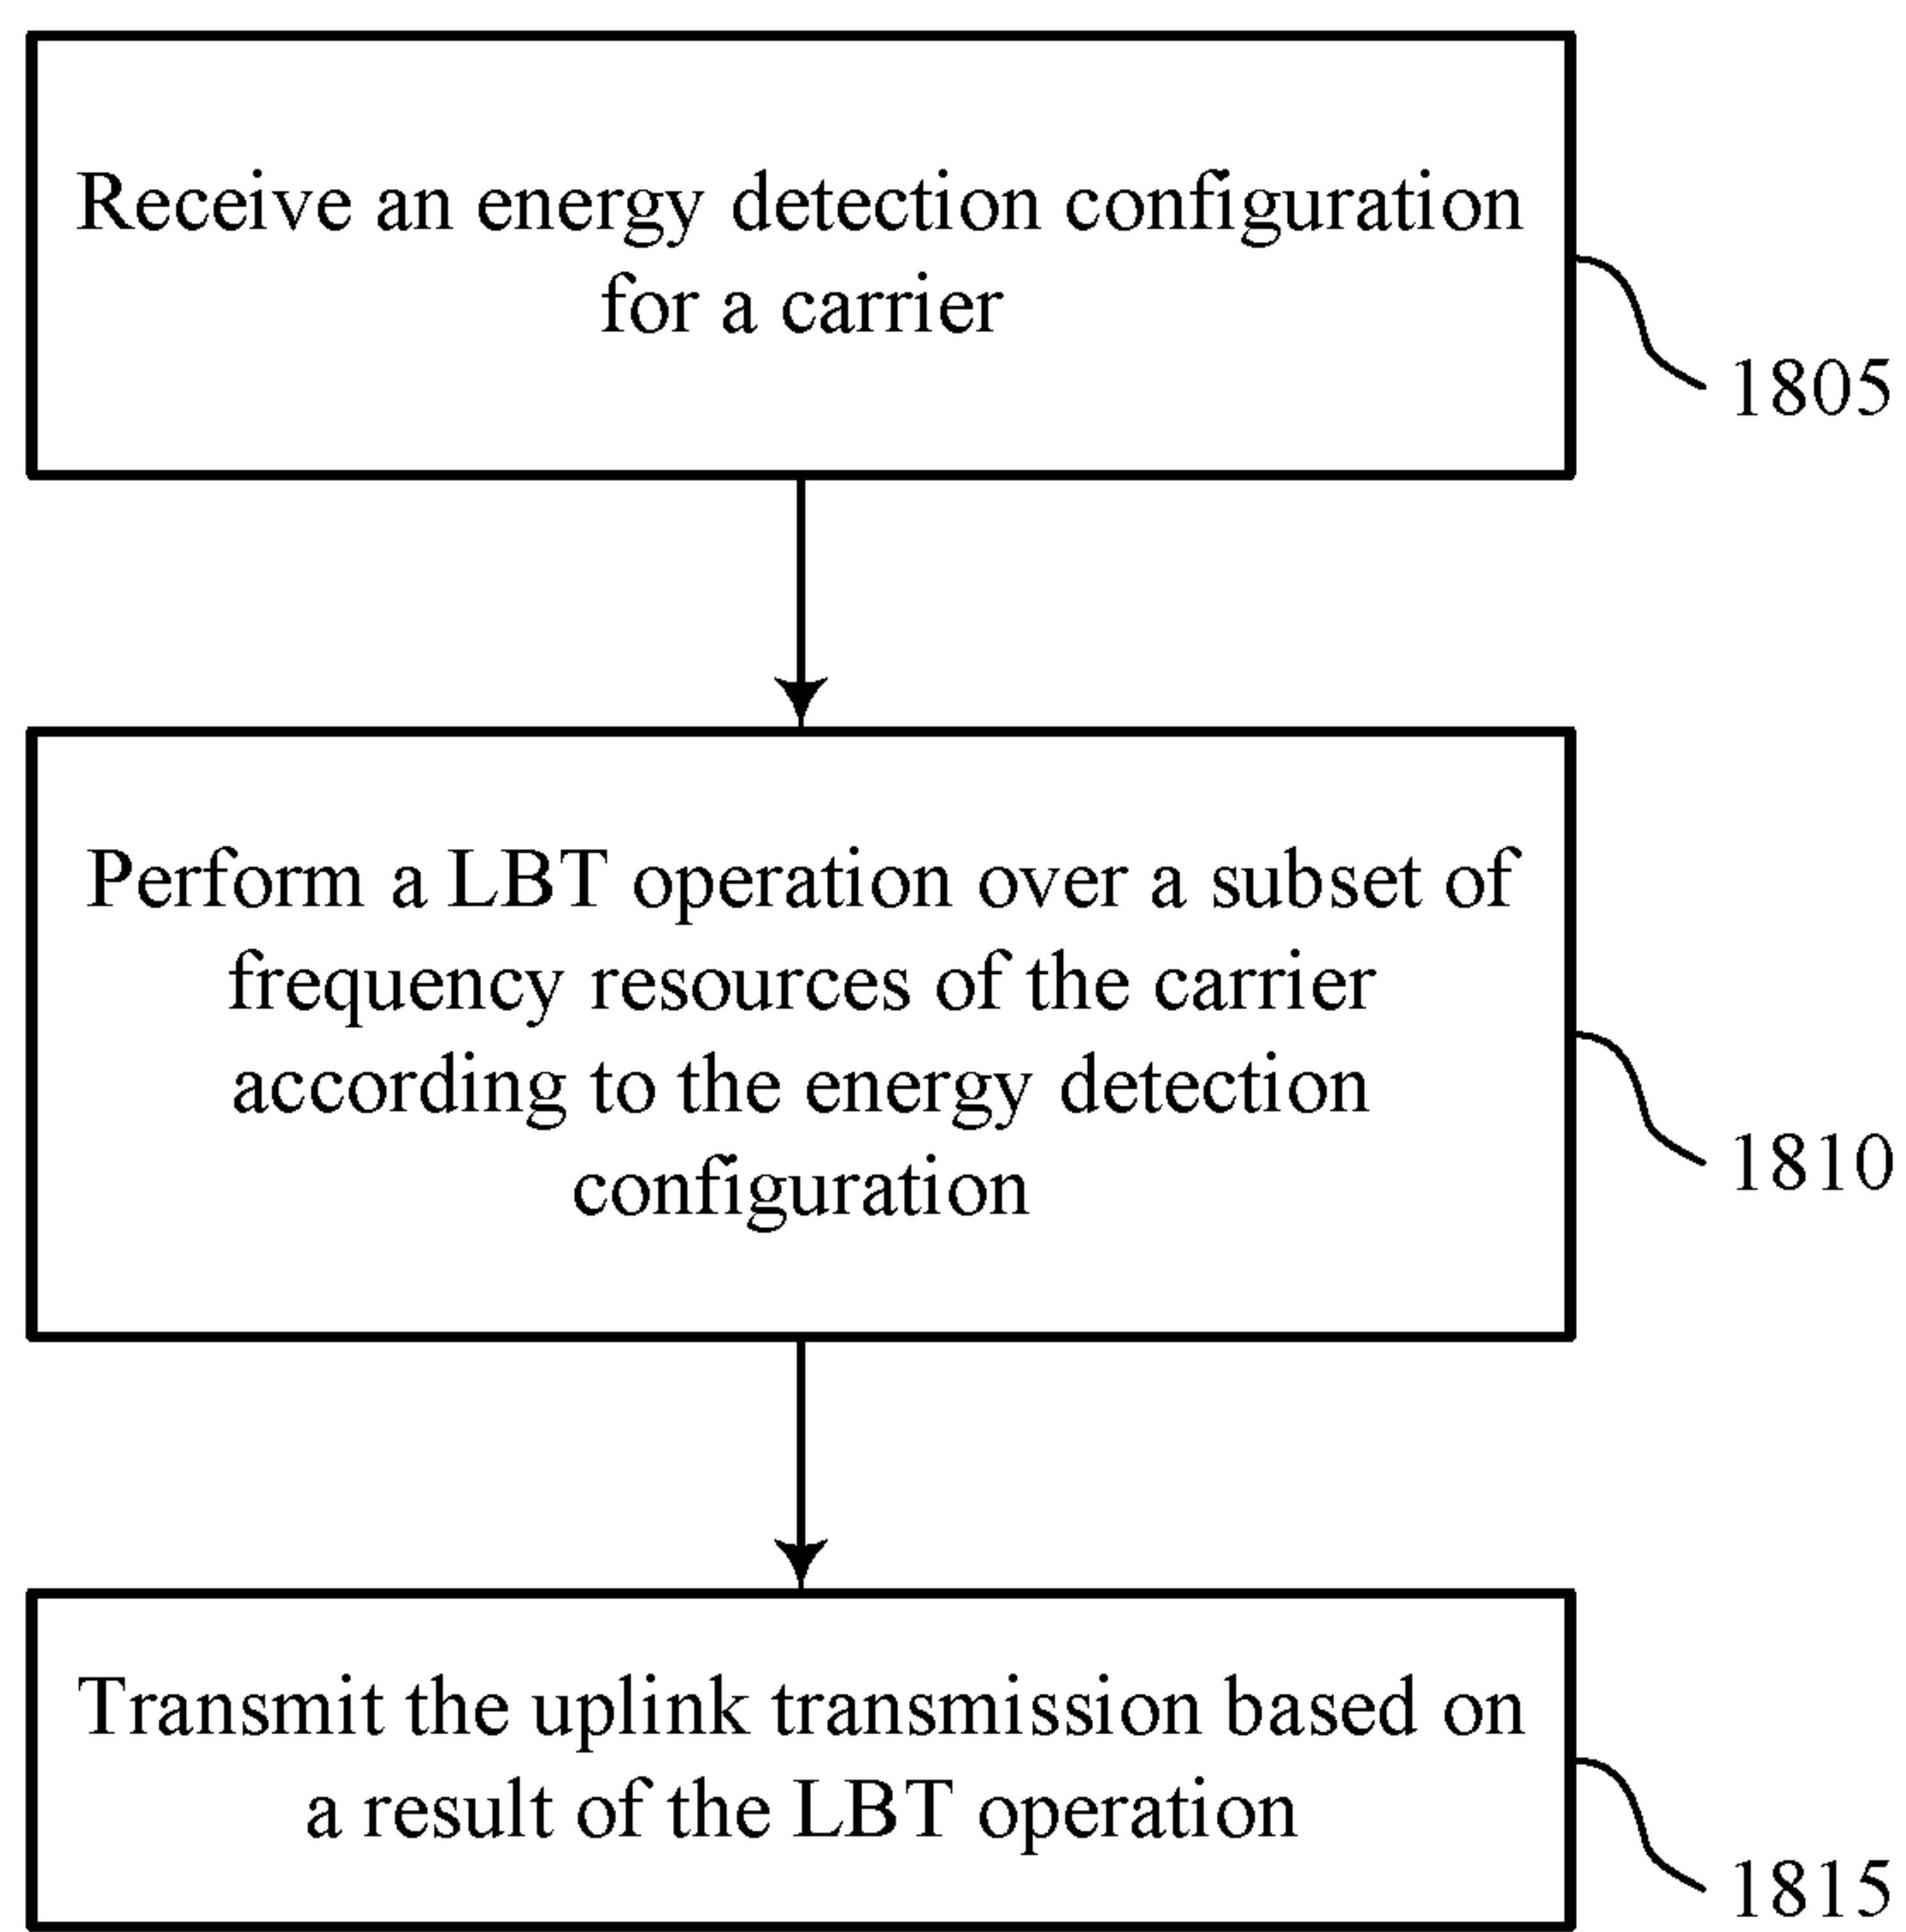 Receive an energy detection configuration
for a carrier
1805
Perform a LBT operation over a subset of
frequency resources of the carrier
according to the energy detection
configuration
1810
Transmit the uplink transmission based on
a result of the LBT operation
1815